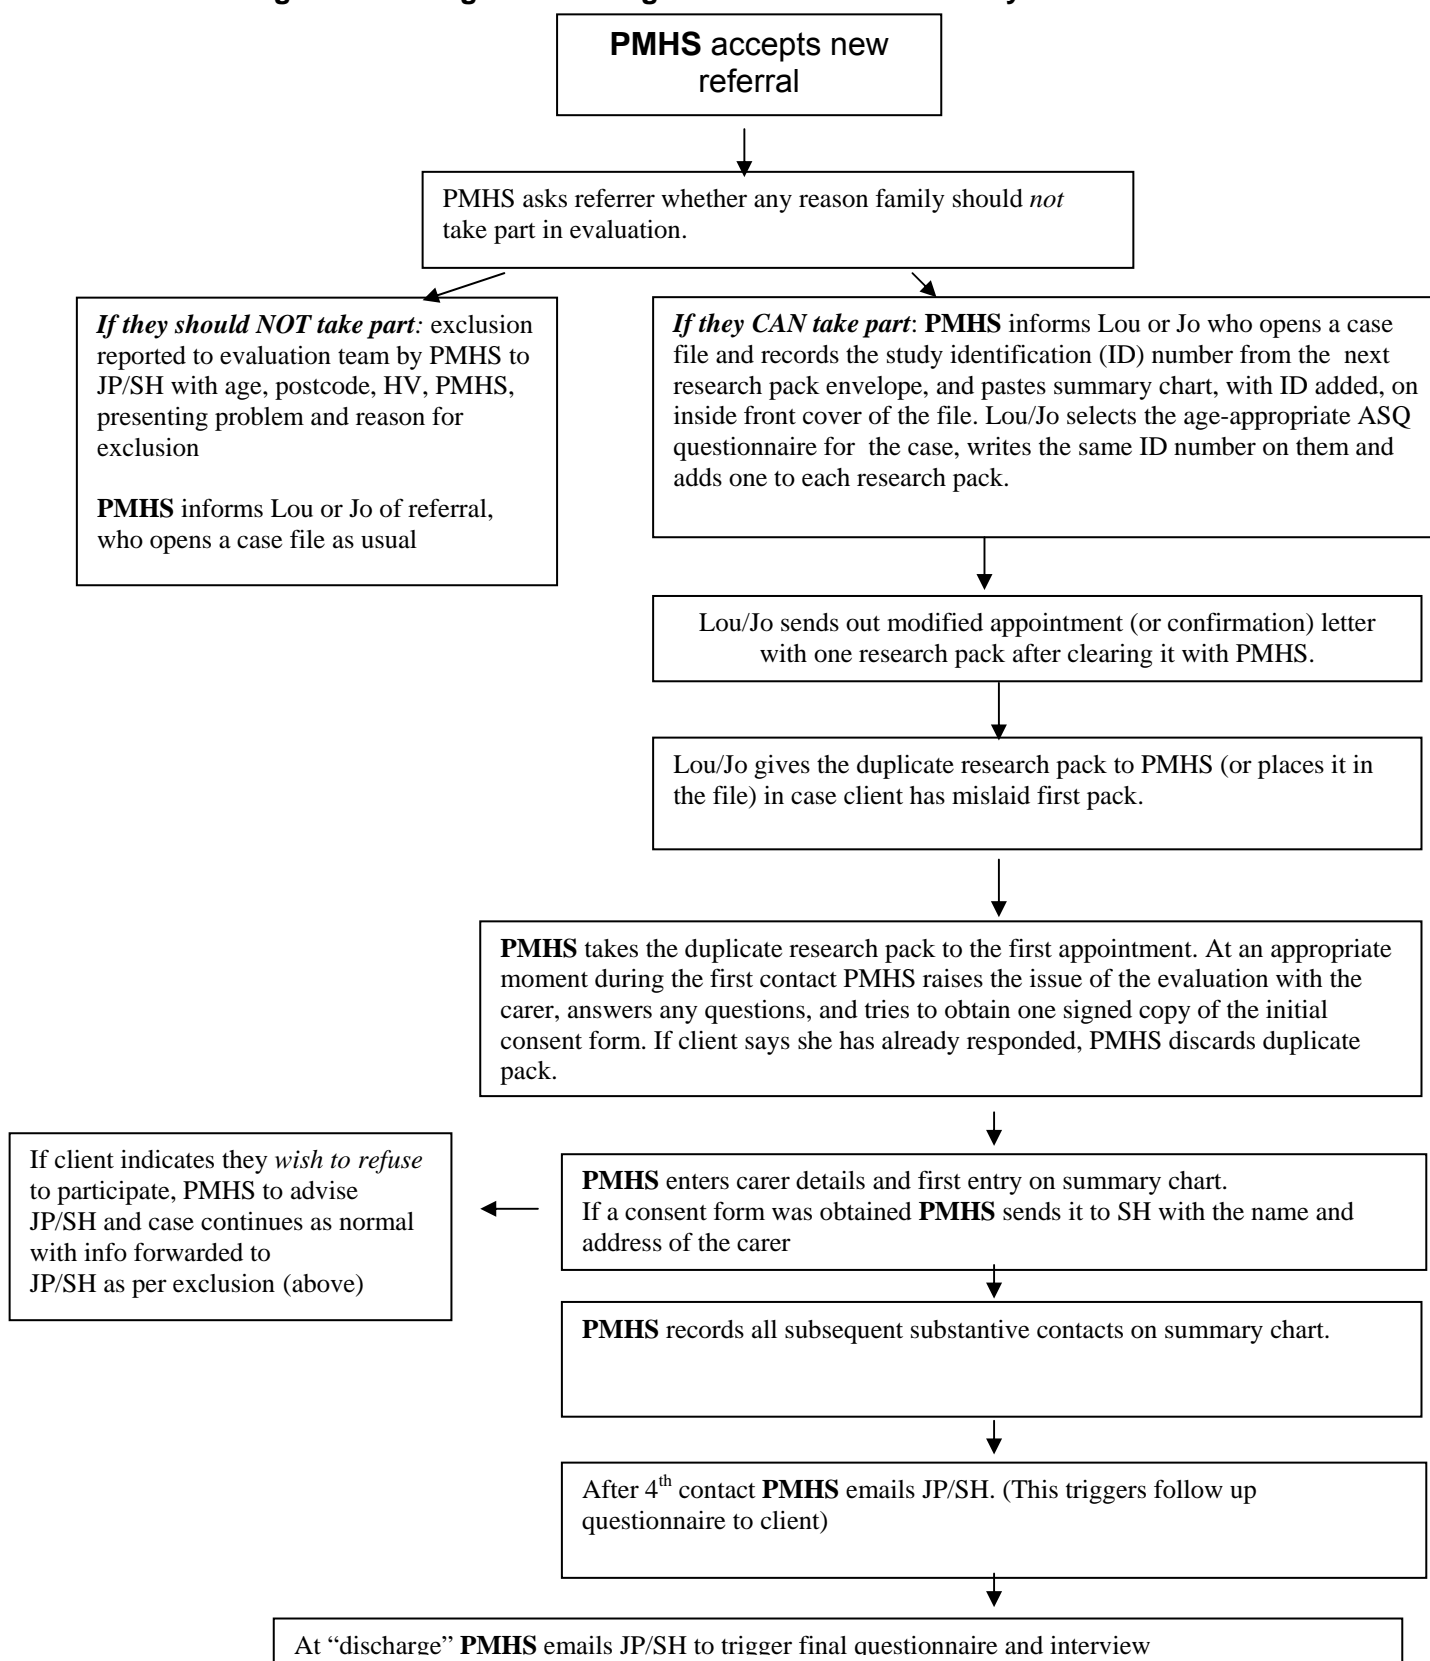 PMHS accepts new
referral
PMHS asks referrer whether any reason family should not
take part in evaluation.
If they should NOT take part: exclusion
reported to evaluation team by PMHS to
JP/SH with age, postcode, HV, PMHS,
presenting problem and reason for
exclusion
PMHS informs Lou or Jo of referral,
who opens a case file as usual
If they CAN take part: PMHS informs Lou or Jo who opens a case
file and records the study identification (ID) number from the next
research pack envelope, and pastes summary chart, with ID added, on
inside front cover of the file. Lou/Jo selects the age-appropriate ASQ
questionnaire for the case, writes the same ID number on them and
adds one to each research pack.
Lou/Jo sends out modified appointment (or confirmation) letter
with one research pack after clearing it with PMHS.
Lou/Jo gives the duplicate research pack to PMHS (or places it in
the file) in case client has mislaid first pack.
PMHS takes the duplicate research pack to the first appointment. At an appropriate
moment during the first contact PMHS raises the issue of the evaluation with the
carer, answers any questions, and tries to obtain one signed copy of the initial
consent form. If client says she has already responded, PMHS discards duplicate
pack.
If client indicates they wish to refuse
to participate, PMHS to advise
JP/SH and case continues as normal
with info forwarded to
JP/SH as per exclusion (above)
PMHS enters carer details and first entry on summary chart.
If a consent form was obtained PMHS sends it to SH with the name and
address of the carer
PMHS records all subsequent substantive contacts on summary chart.
After 4th contact PMHS emails JP/SH. (This triggers follow up
questionnaire to client)
At “discharge” PMHS emails JP/SH to trigger final questionnaire and interview